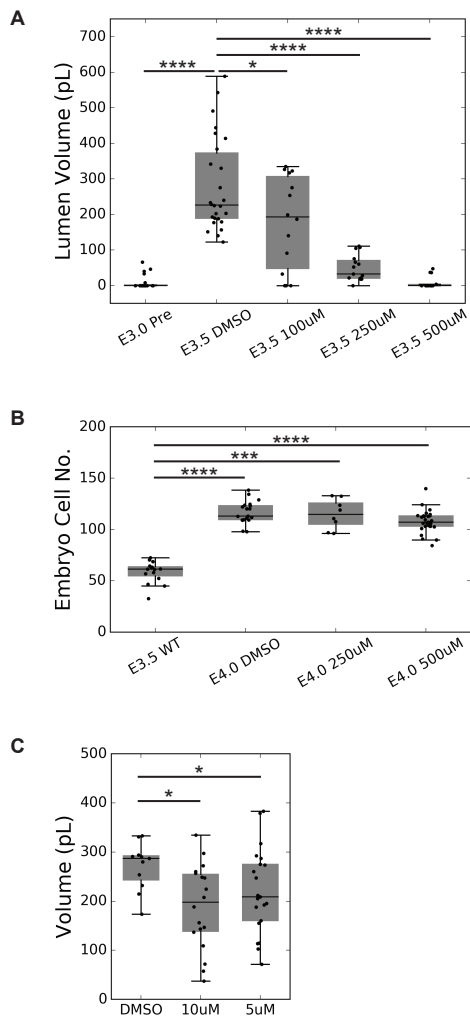 A
Lumen Volume (pL)
700
600
500
400
300
200
100
0
****
****
*
****
E3.0 Pre
E3.5 DMSO
E3.5 100uM
E3.5 250uM
E3.5 500uM
B
Embryo Cell No.
200
150
100
50
0
****
***
****
E3.5 WT
E4.0 DMSO
E4.0 250uM
E4.0 500uM
C
Volume (pL)
500
400
300
200
100
0
*
*
DMSO
10uM
5uM